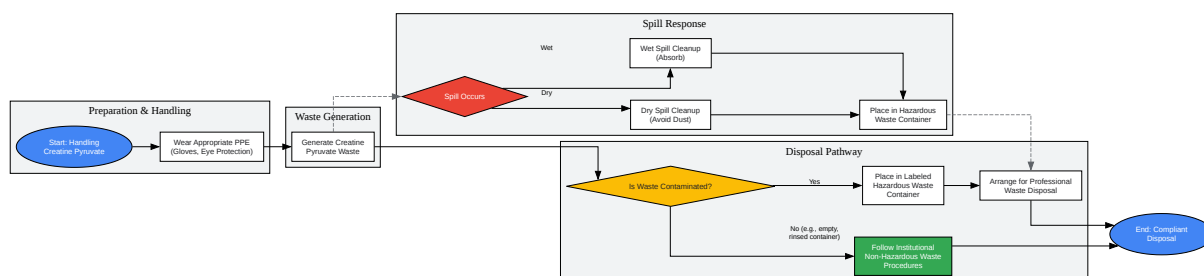 Spill Response
Wet
Wet Spill Cleanup
(Absorb)
Spill Occurs
Dry
Dry Spill Cleanup
(Avoid Dust)
Place in Hazardous
Waste Container
Preparation & Handling
Start: Handling
Creatine Pyruvate
Wear Appropriate PPE
(Gloves, Eye Protection)
Waste Generation
Generate Creatine
Pyruvate Waste
Disposal Pathway
Is Waste Contaminated?
Yes
Place in Labeled
Hazardous Waste
Container
Arrange for Professional
Waste Disposal
No (e.g., empty,
rinsed container)
Follow Institutional
Non-Hazardous Waste
Procedures
End: Compliant
Disposal